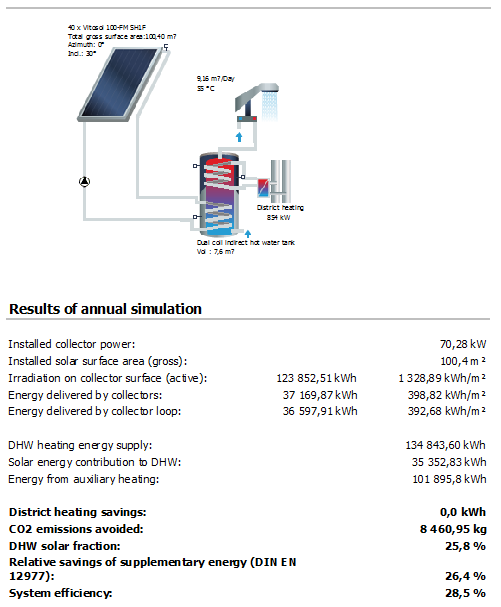 40 x Vitosol 100-FM SH1F
Total gross surface area:100,40 m?
Azimuth: 0°
Incl.: 30°
9,16 m?/Day
55 °C
District heating
854 kW
Dual coil indirect hot water tank
Vol : 7,6 m?
Results of annual simulation
Installed collector power: 70,28 kW
Installed solar surface area (gross): 100,4 m²
Irradiation on collector surface (active): 123 852,51 kWh 1 328,89 kWh/m²
Energy delivered by collectors: 37 169,87 kWh 398,82 kWh/m²
Energy delivered by collector loop: 36 597,91 kWh 392,68 kWh/m²
DHW heating energy supply: 134 843,60 kWh
Solar energy contribution to DHW: 35 352,83 kWh
Energy from auxiliary heating: 101 895,8 kWh
District heating savings: 0,0 kWh
CO2 emissions avoided: 8 460,95 kg
DHW solar fraction: 25,8 %
Relative savings of supplementary energy (DIN EN
12977): 26,4 %
System efficiency: 28,5 %